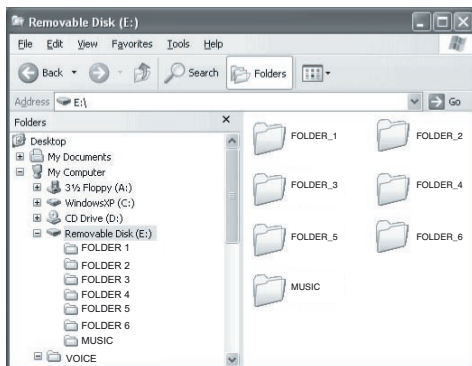 Removable Disk (E:)
File Edit View Favorites Tools Help
Back Search Folders
Address E:\ Go
Folders x
Desktop
My Documents
My Computer
3½ Floppy (A:)
WindowsXP (C:)
CD Drive (D:)
Removable Disk (E:)
FOLDER 1
FOLDER 2
FOLDER 3
FOLDER 4
FOLDER 5
FOLDER 6
MUSIC
VOICE
FOLDER_1 FOLDER_2
FOLDER_3 FOLDER_4
FOLDER_5 FOLDER_6
MUSIC